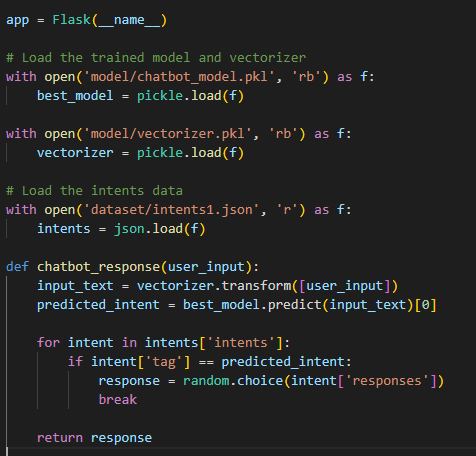 app = Flask(__name__)
# Load the trained model and vectorizer
with open('model/chatbot_model.pkl', 'rb') as f:
    best_model = pickle.load(f)
with open('model/vectorizer.pkl', 'rb') as f:
    vectorizer = pickle.load(f)
# Load the intents data
with open('dataset/intents1.json', 'r') as f:
    intents = json.load(f)
def chatbot_response(user_input):
    input_text = vectorizer.transform([user_input])
    predicted_intent = best_model.predict(input_text)[0]
    for intent in intents['intents']:
        if intent['tag'] == predicted_intent:
            response = random.choice(intent['responses'])
            break
    return response